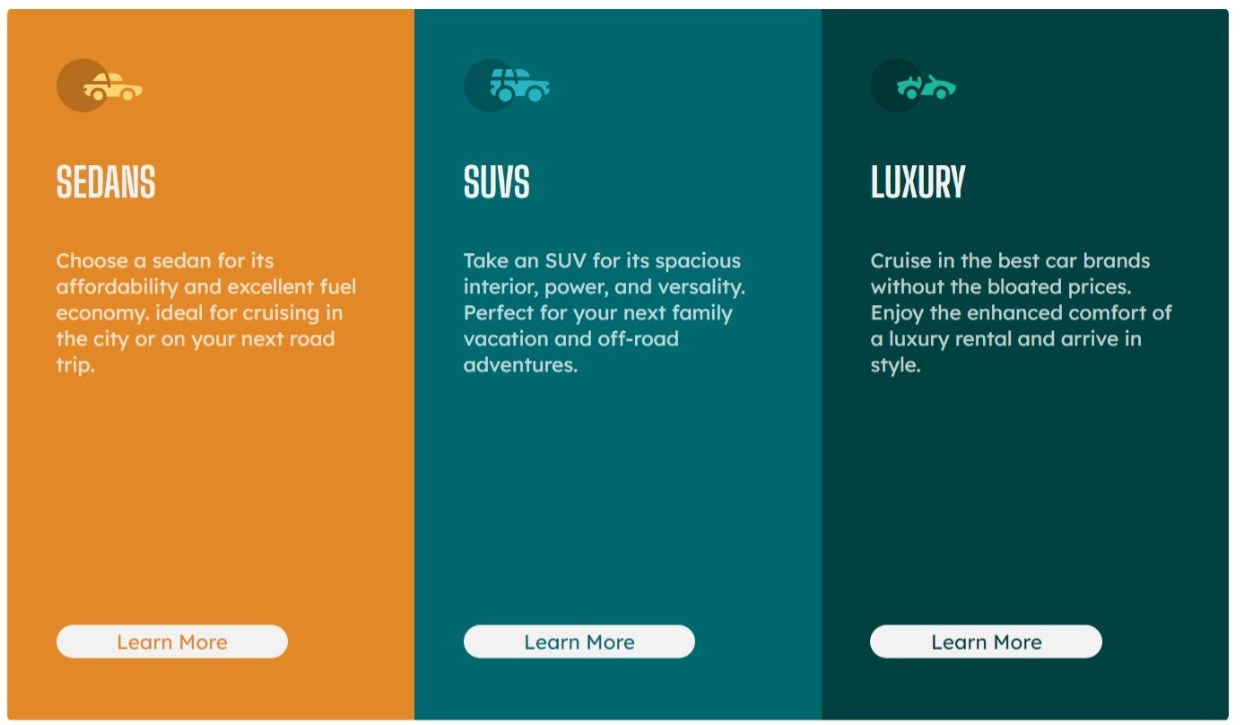 SEDANS
Choose a sedan for its
affordability and excellent fuel
economy. ideal for cruising in
the city or on your next road
trip.
Learn More
SUVS
Take an SUV for its spacious
interior, power, and versality.
Perfect for your next family
vacation and off-road
adventures.
Learn More
LUXURY
Cruise in the best car brands
without the bloated prices.
Enjoy the enhanced comfort of
a luxury rental and arrive in
style.
Learn More